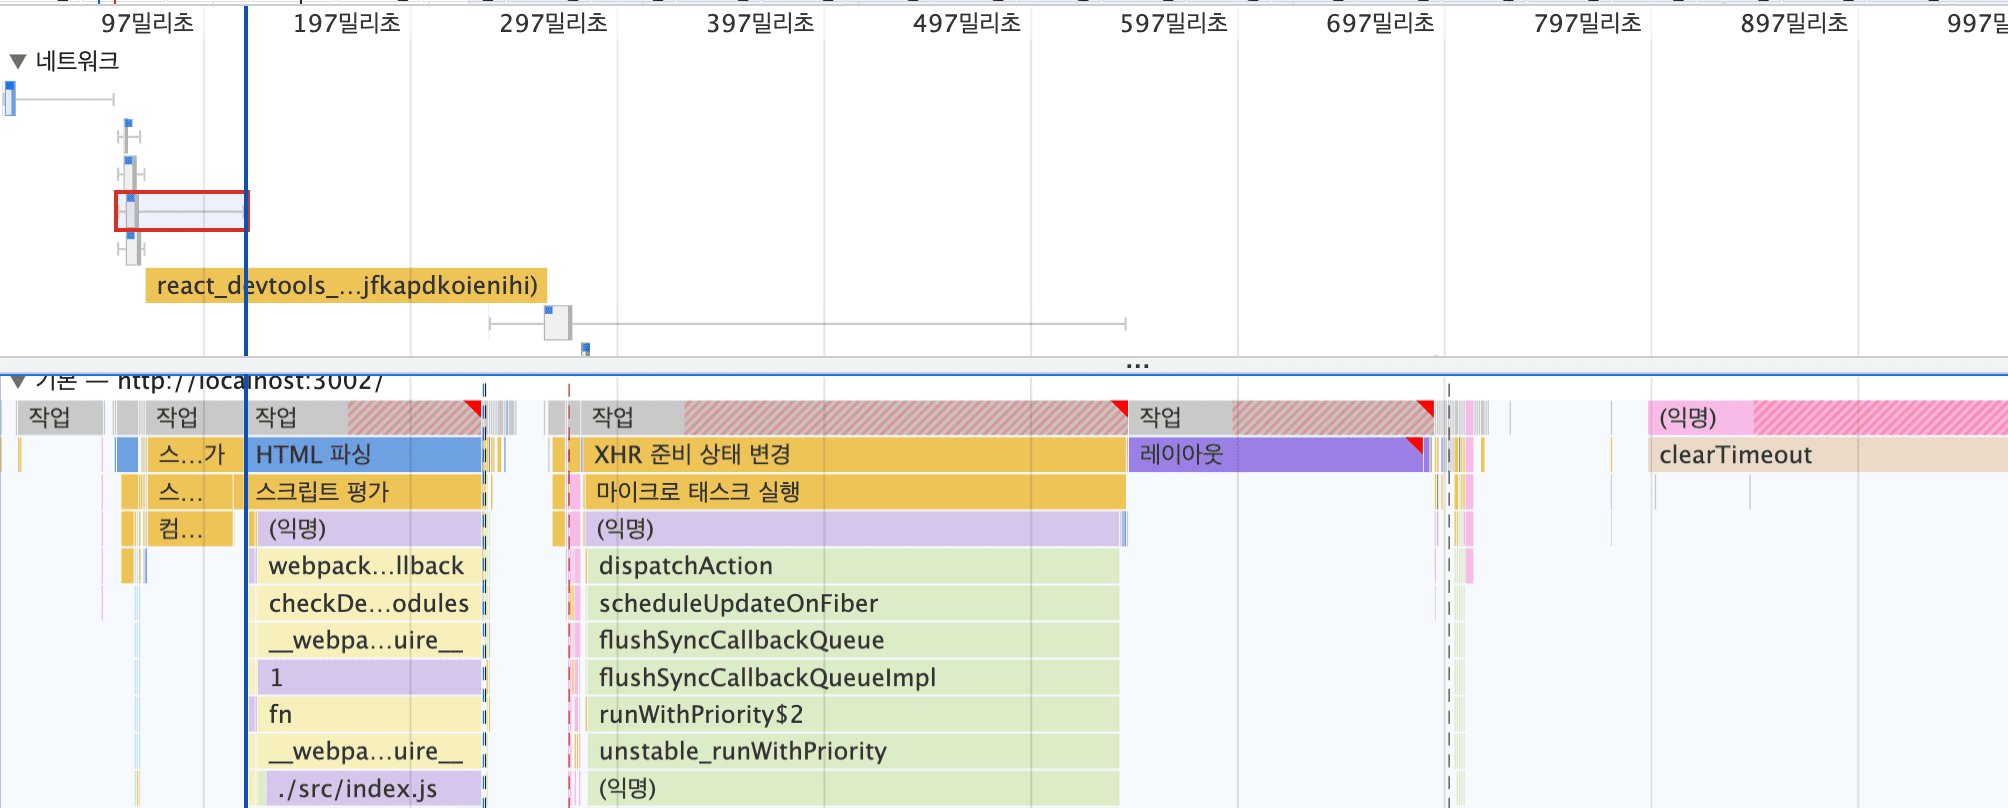 97밀리초 197밀리초 297밀리초 397밀리초 497밀리초 597밀리초 697밀리초 797밀리초 897밀리초 997밀
▼ 네트워크
react_devtools_...jfkapdkoienihi)
...
▼ 기본 — http://localhost:3002/
작업 작업 작업 작업 작업 (익명)
스...가 HTML 파싱 XHR 준비 상태 변경 레이아웃 clearTimeout
스... 스크립트 평가 마이크로 태스크 실행
컴... (익명) (익명)
webpack...llback dispatchAction
checkDe...odules scheduleUpdateOnFiber
__webpa...uire__ flushSyncCallbackQueue
1 flushSyncCallbackQueueImpl
fn runWithPriority$2
__webpa...uire__ unstable_runWithPriority
./src/index.js (익명)